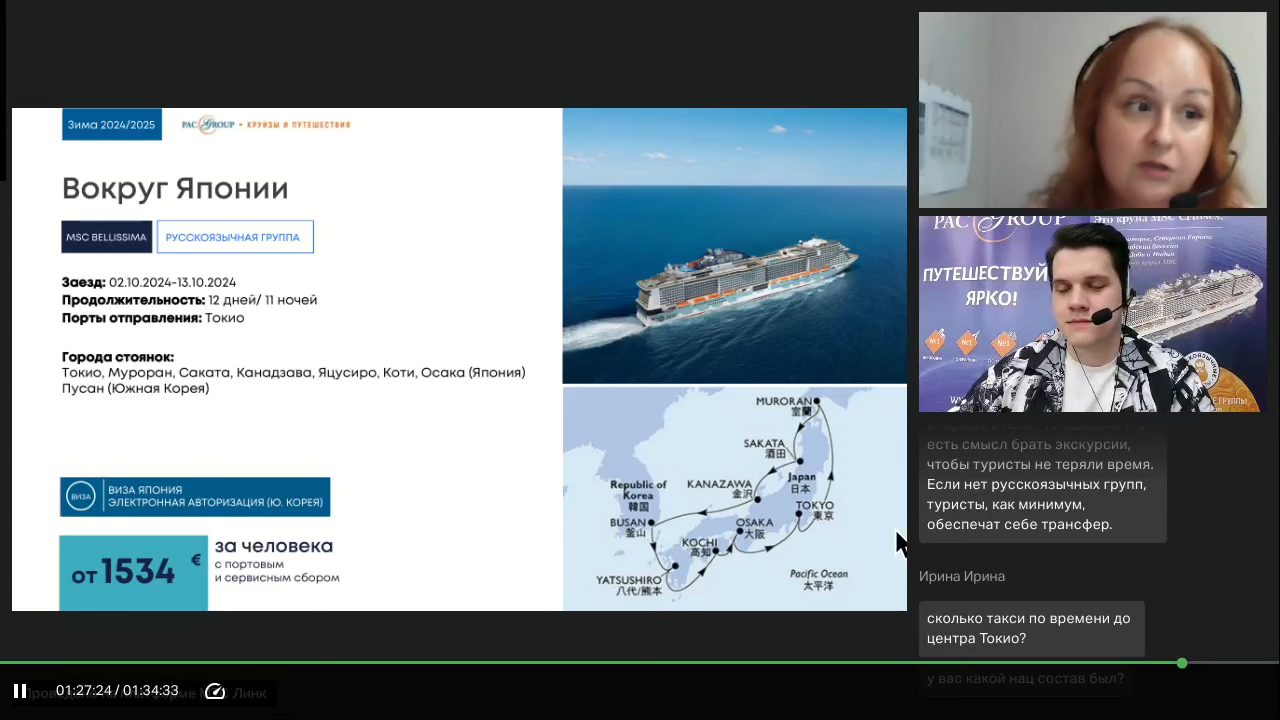 Зима 2024/2025
PAC GROUP • КРУИЗЫ И ПУТЕШЕСТВИЯ
Вокруг Японии
MSC BELLISSIMA
РУССКОЯЗЫЧНАЯ ГРУППА
Заезд: 02.10.2024-13.10.2024
Продолжительность: 12 дней/ 11 ночей
Порты отправления: Токио
Города стоянок:
Токио, Муроран, Саката, Канадзава, Яцусиро, Коти, Осака (Япония)
Пусан (Южная Корея)
ВИЗА
ВИЗА ЯПОНИЯ
ЭЛЕКТРОННАЯ АВТОРИЗАЦИЯ (Ю. КОРЕЯ)
от 1534 €
за человека
с портовым
и сервисным сбором
MURORAN
室蘭
SAKATA
酒田
Japan
日本
KANAZAWA
金沢
Republic of
Korea
韓国
TOKYO
東京
BUSAN
釜山
OSAKA
大阪
KOCHI
高知
YATSUSHIRO
八代/熊本
Pacific Ocean
太平洋
PAC GROUP
Это круиз MSC Cruises.
ПУТЕШЕСТВУЙ
ЯРКО!
есть смысл брать экскурсии,
чтобы туристы не теряли время.
Если нет русскоязычных групп,
туристы, как минимум,
обеспечат себе трансфер.
Ирина Ирина
сколько такси по времени до
центра Токио?
у вас какой нац состав был?
01:27:24 / 01:34:33
Линк